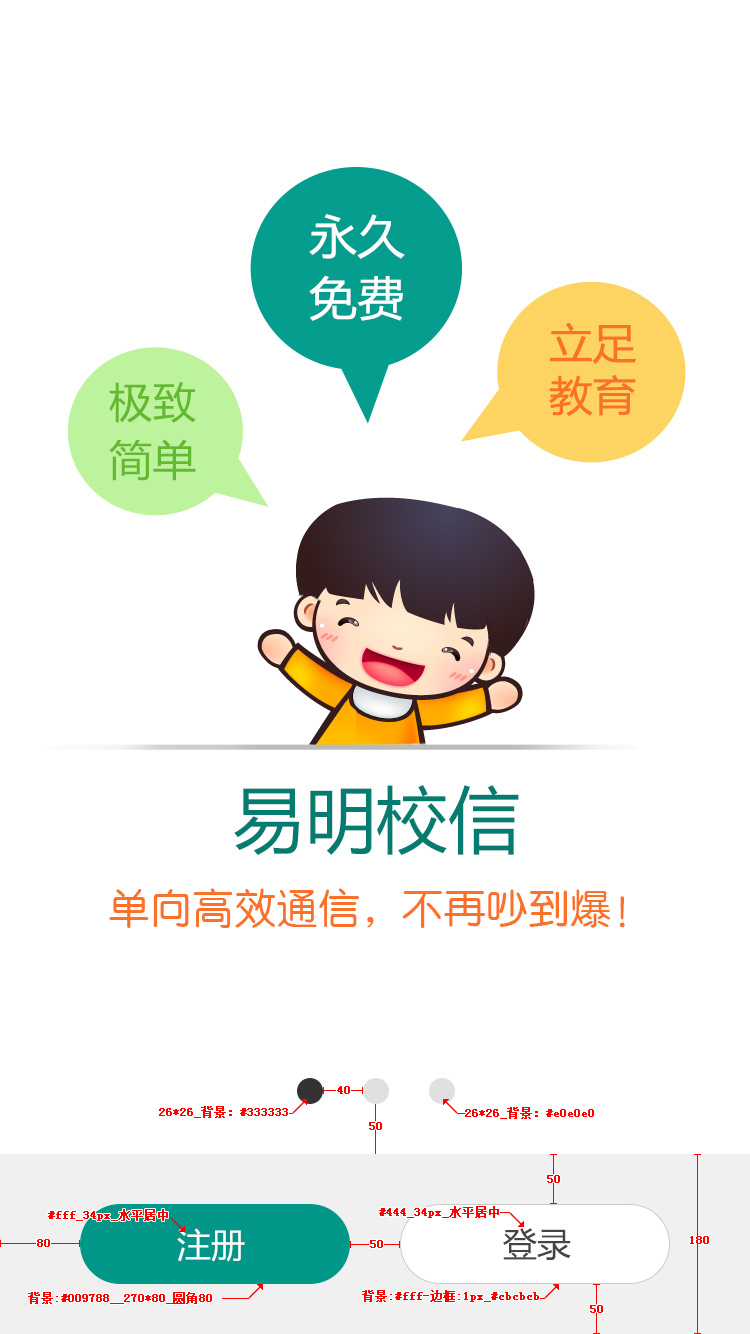 永久
免费
立足
教育
极致
简单
易明校信
单向高效通信，不再吵到爆！
40
26*26_背景：#333333
26*26_背景：#e0e0e0
50
50
#fff_34px_水平居中
#444_34px_水平居中
80
注册
50
登录
180
背景:#009788__270*80_圆角80
背景:#fff-边框:1px_#cbcbcb
50